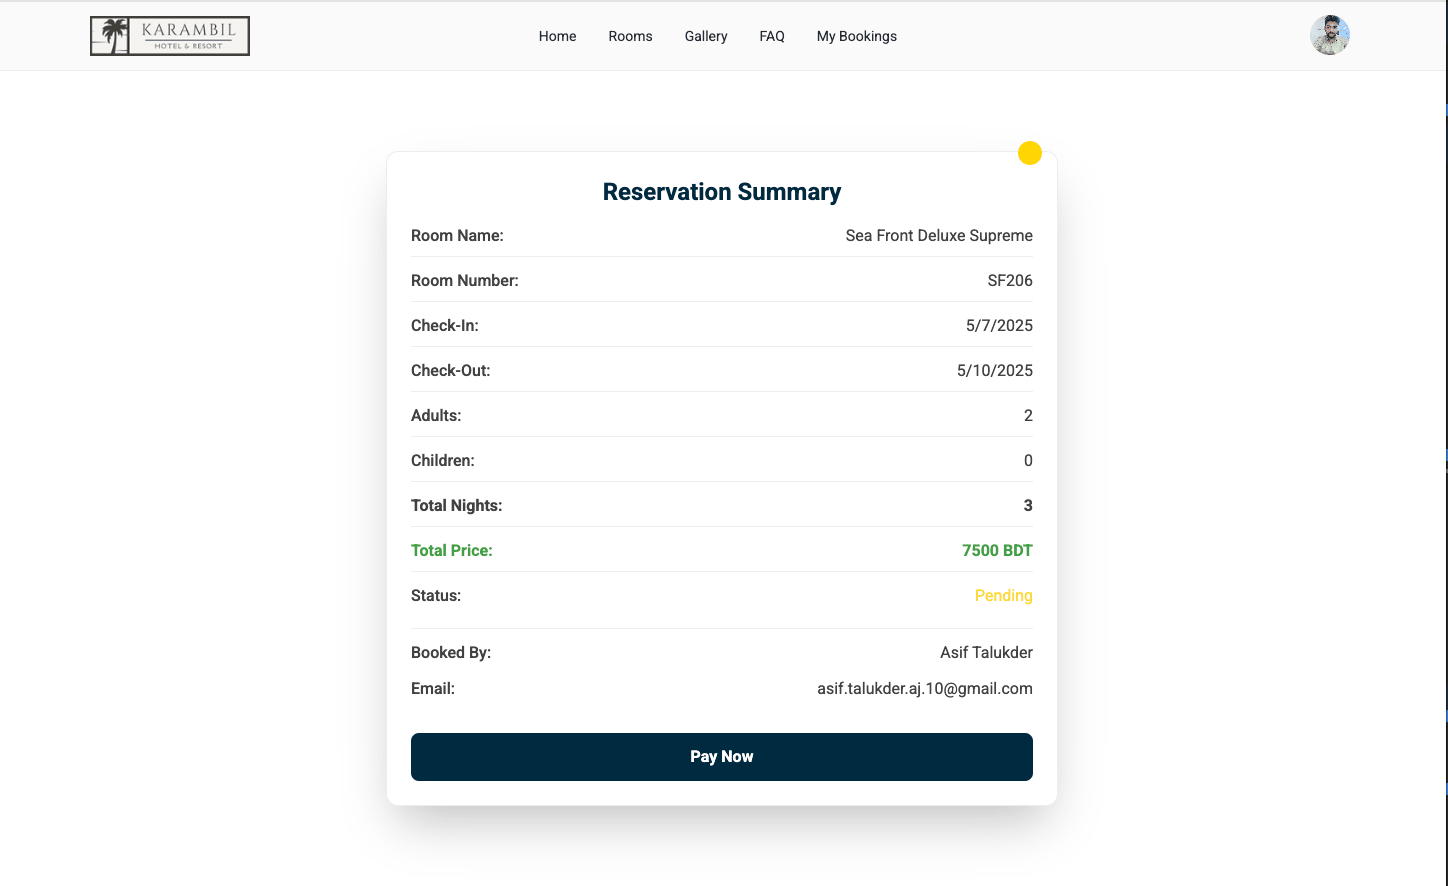 KARAMBIL
HOTEL & RESORT
Home Rooms Gallery FAQ My Bookings
Reservation Summary
Room Name: Sea Front Deluxe Supreme
Room Number: SF206
Check-In: 5/7/2025
Check-Out: 5/10/2025
Adults: 2
Children: 0
Total Nights: 3
Total Price: 7500 BDT
Status: Pending
Booked By: Asif Talukder
Email: asif.talukder.aj.10@gmail.com
Pay Now